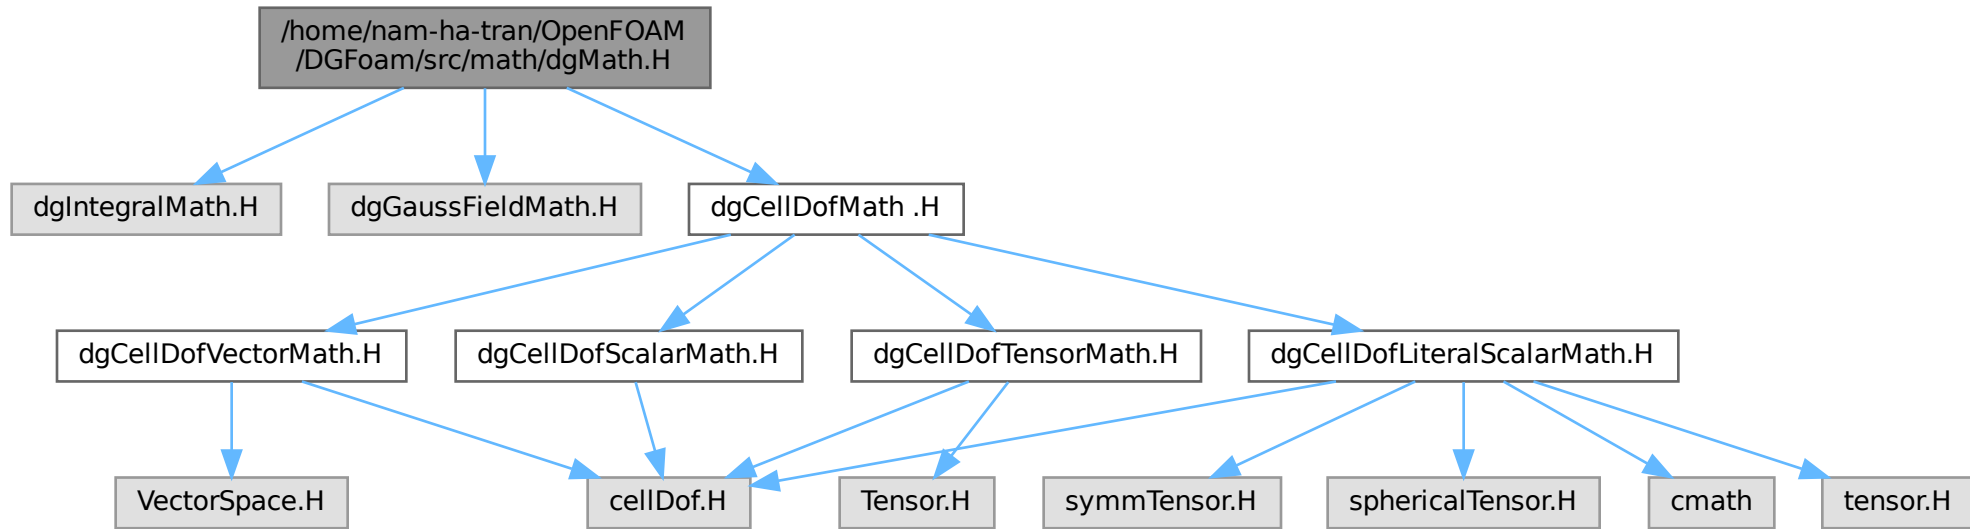 /home/nam-ha-tran/OpenFOAM
/DGFoam/src/math/dgMath.H
dgIntegralMath.H
dgGaussFieldMath.H
dgCellDofMath .H
dgCellDofVectorMath.H
dgCellDofScalarMath.H
dgCellDofTensorMath.H
dgCellDofLiteralScalarMath.H
VectorSpace.H
cellDof.H
Tensor.H
symmTensor.H
sphericalTensor.H
cmath
tensor.H